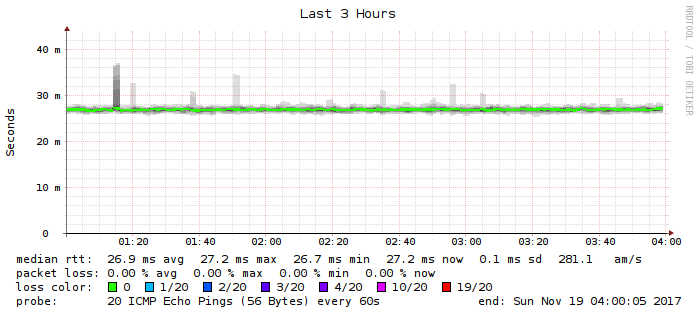 Last 3 Hours
RRDTOOL / TOBI OETIKER
Seconds
40 m
30 m
20 m
10 m
0
01:20 01:40 02:00 02:20 02:40 03:00 03:20 03:40 04:00
median rtt: 26.9 ms avg 27.2 ms max 26.7 ms min 27.2 ms now 0.1 ms sd 281.1 am/s
packet loss: 0.00 % avg 0.00 % max 0.00 % min 0.00 % now
loss color: 0 1/20 2/20 3/20 4/20 10/20 19/20
probe: 20 ICMP Echo Pings (56 Bytes) every 60s end: Sun Nov 19 04:00:05 2017